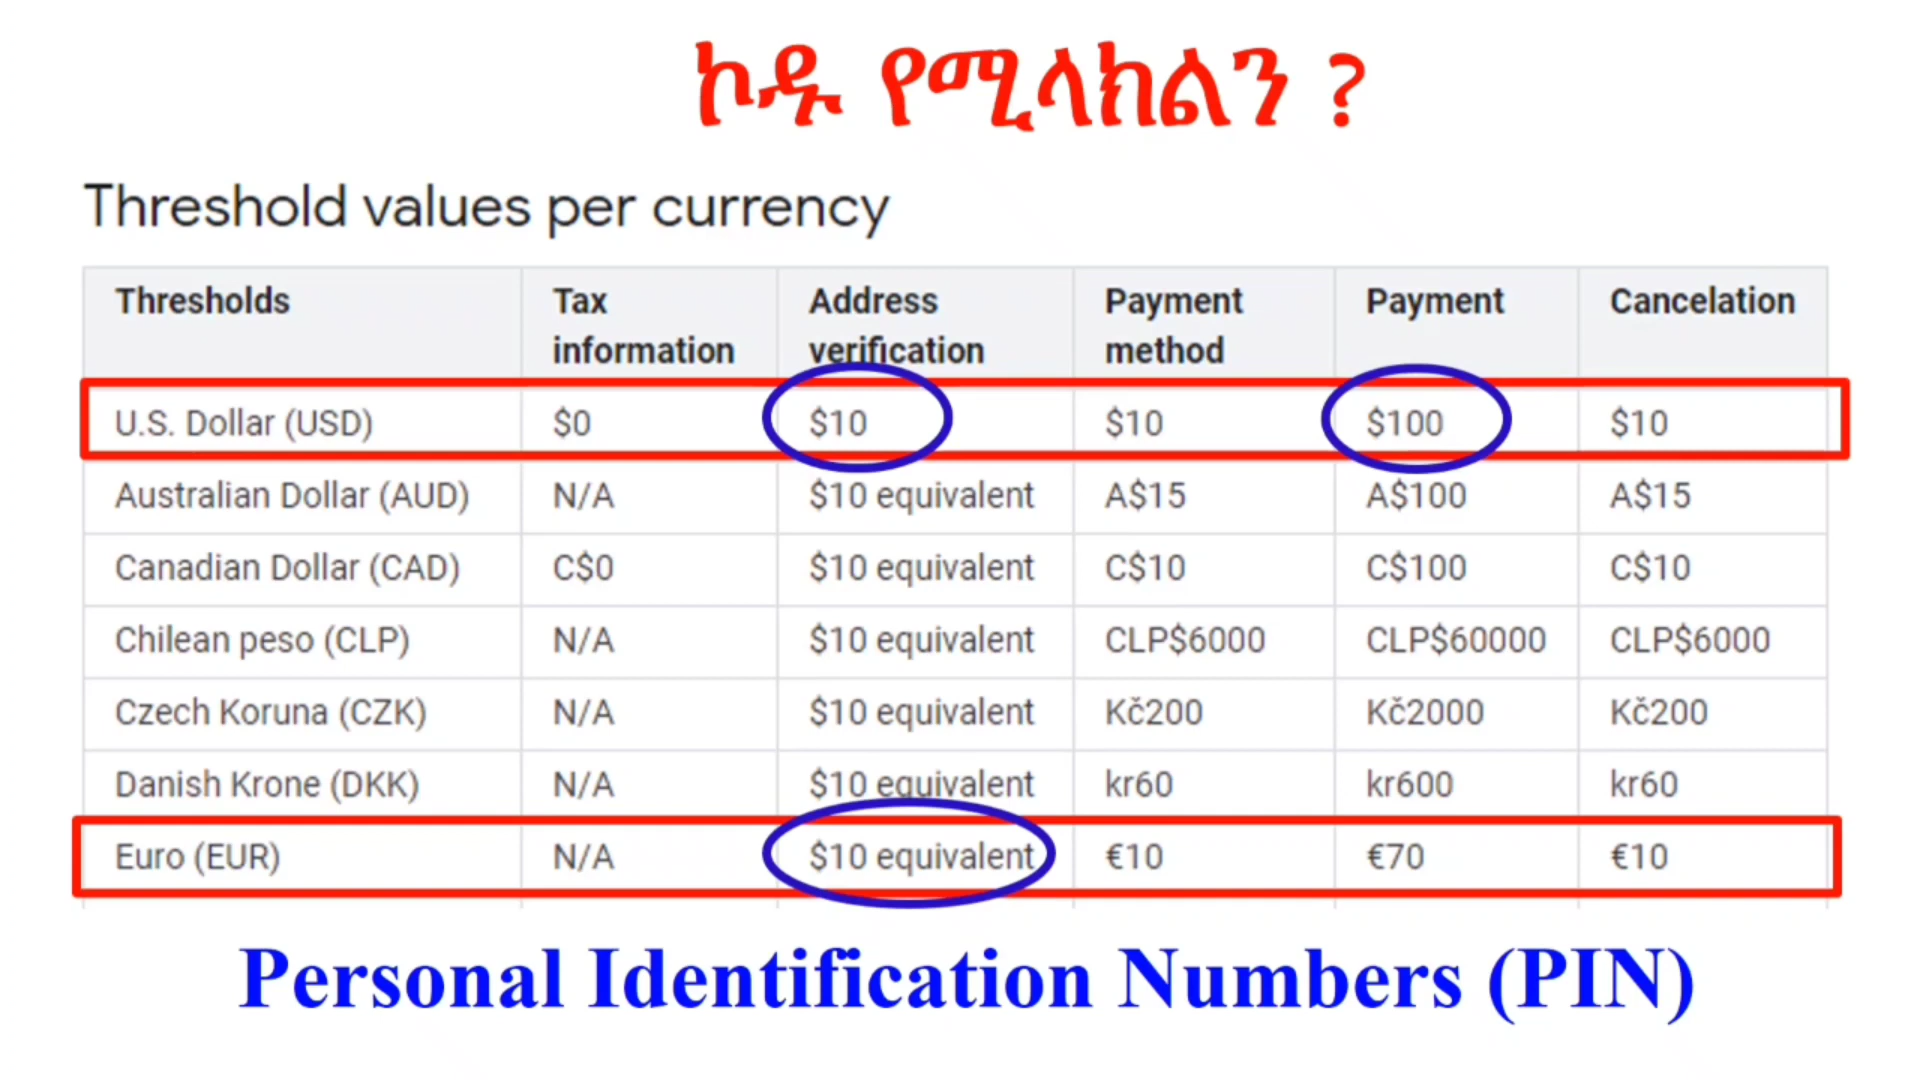 ኮዱ የሚላክልን ?
Threshold values per currency
Thresholds Tax information Address verification Payment method Payment Cancelation
U.S. Dollar (USD) $0 $10 $10 $100 $10
Australian Dollar (AUD) N/A $10 equivalent A$15 A$100 A$15
Canadian Dollar (CAD) C$0 $10 equivalent C$10 C$100 C$10
Chilean peso (CLP) N/A $10 equivalent CLP$6000 CLP$60000 CLP$6000
Czech Koruna (CZK) N/A $10 equivalent Kč200 Kč2000 Kč200
Danish Krone (DKK) N/A $10 equivalent kr60 kr600 kr60
Euro (EUR) N/A $10 equivalent €10 €70 €10
Personal Identification Numbers (PIN)